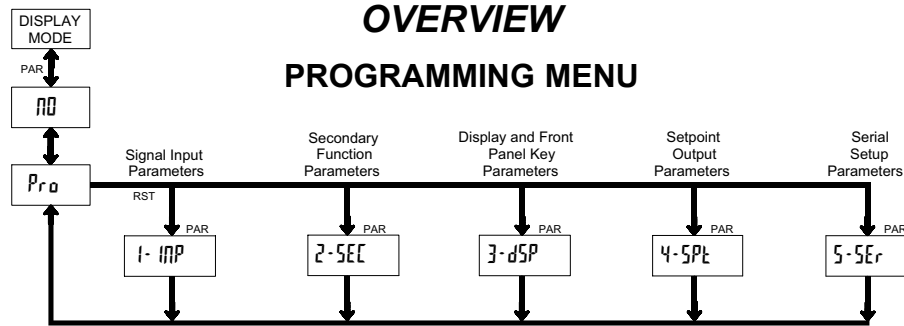 OVERVIEW
PROGRAMMING MENU
DISPLAY
MODE
PAR
NO
Pro
Signal Input
Parameters
Secondary
Function
Parameters
Display and Front
Panel Key
Parameters
Setpoint
Output
Parameters
Serial
Setup
Parameters
RST
PAR
PAR
PAR
PAR
PAR
1-INP
2-SEC
3-dSP
4-SPt
5-SEr